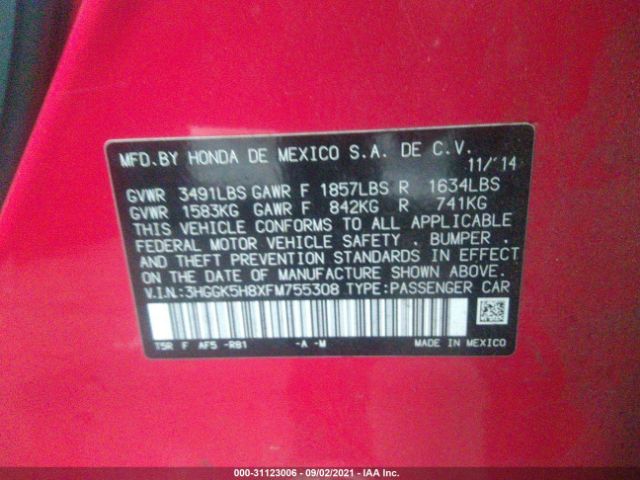 MFD.BY HONDA DE MEXICO S.A. DE C.V.
11/'14
GVWR 3491LBS GAWR F 1857LBS R 1634LBS
GVWR 1583KG GAWR F 842KG R 741KG
THIS VEHICLE CONFORMS TO ALL APPLICABLE
FEDERAL MOTOR VEHICLE SAFETY , BUMPER ,
AND THEFT PREVENTION STANDARDS IN EFFECT
ON THE DATE OF MANUFACTURE SHOWN ABOVE.
V.I.N.:3HGGK5H8XFM755308 TYPE:PASSENGER CAR
T5R F AF5 -RB1 -A -M MADE IN MEXICO
000-31123006 - 09/02/2021 - IAA Inc.